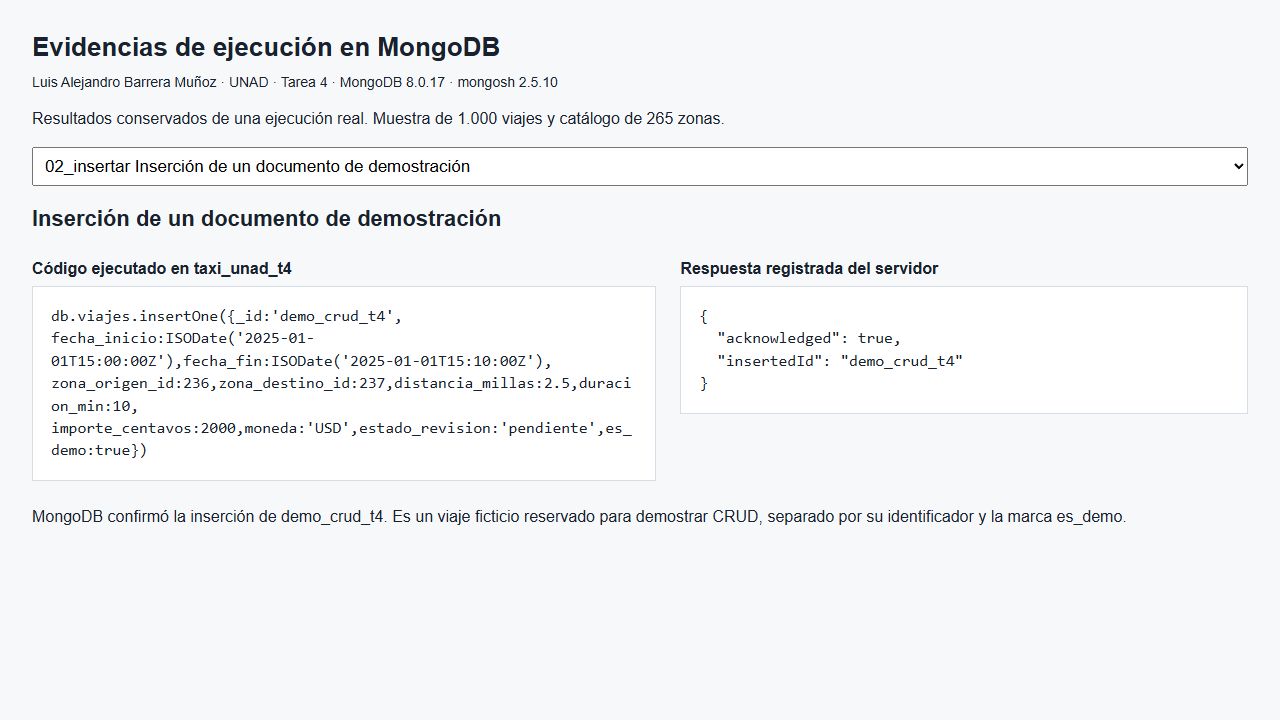 Evidencias de ejecución en MongoDB
Luis Alejandro Barrera Muñoz · UNAD · Tarea 4 · MongoDB 8.0.17 · mongosh 2.5.10
Resultados conservados de una ejecución real. Muestra de 1.000 viajes y catálogo de 265 zonas.
02_insertar Inserción de un documento de demostración
Inserción de un documento de demostración
Código ejecutado en taxi_unad_t4
db.viajes.insertOne({_id:'demo_crud_t4',
fecha_inicio:ISODate('2025-01-
01T15:00:00Z'),fecha_fin:ISODate('2025-01-01T15:10:00Z'),
zona_origen_id:236,zona_destino_id:237,distancia_millas:2.5,duraci
on_min:10,
importe_centavos:2000,moneda:'USD',estado_revision:'pendiente',es_
demo:true})
Respuesta registrada del servidor
{
  "acknowledged": true,
  "insertedId": "demo_crud_t4"
}
MongoDB confirmó la inserción de demo_crud_t4. Es un viaje ficticio reservado para demostrar CRUD, separado por su identificador y la marca es_demo.